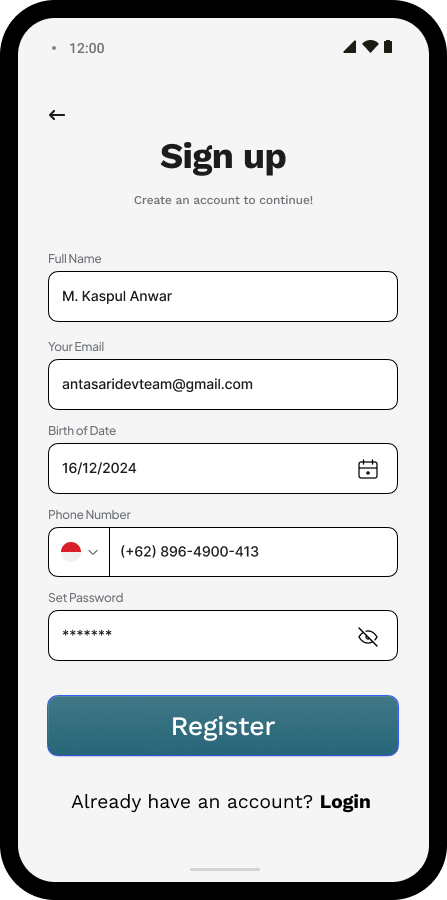 12:00
Sign up
Create an account to continue!
Full Name
M. Kaspul Anwar
Your Email
antasaridevteam@gmail.com
Birth of Date
16/12/2024
Phone Number
(+62) 896-4900-413
Set Password
*******
Register
Already have an account? Login